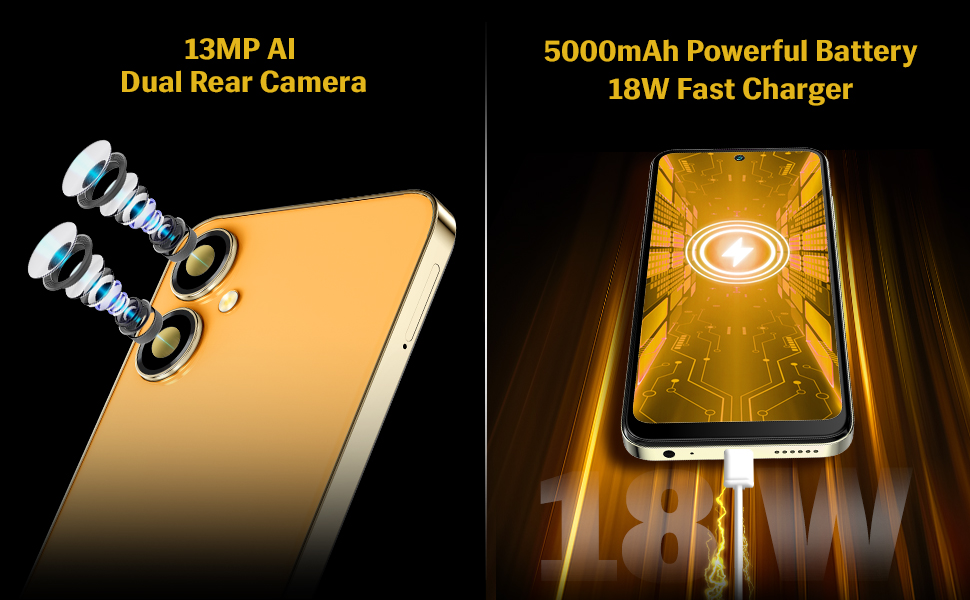 13MP AI
Dual Rear Camera
5000mAh Powerful Battery
18W Fast Charger
18W